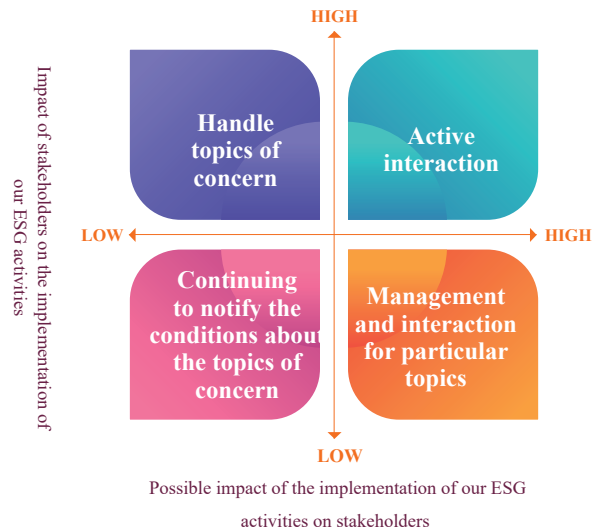 HIGH
Impact of stakeholders on the implementation of
our ESG activities
Handle
topics of
concern
Active
interaction
LOW
HIGH
Continuing
to notify the
conditions about
the topics of
concern
Management
and interaction
for particular
topics
LOW
Possible impact of the implementation of our ESG
activities on stakeholders